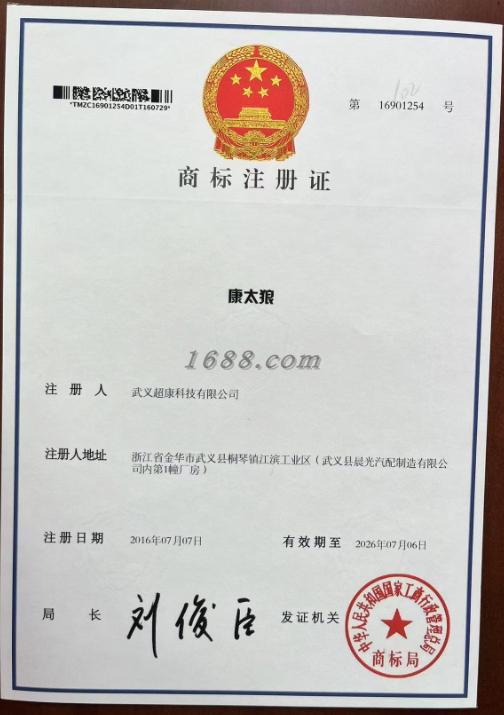 *TMZC16901254D01T160729*
第 16901254 号
商标注册证
康太狼
1688.com
注册人 武义超康科技有限公司
注册人地址 浙江省金华市武义县桐琴镇江滨工业区（武义县晨光汽配制造有限公
司内第1幢厂房）
注册日期 2016年07月07日 有效期至 2026年07月06日
局长 刘俊臣 发证机关
中华人民共和国国家工商行政管理总局
商标局